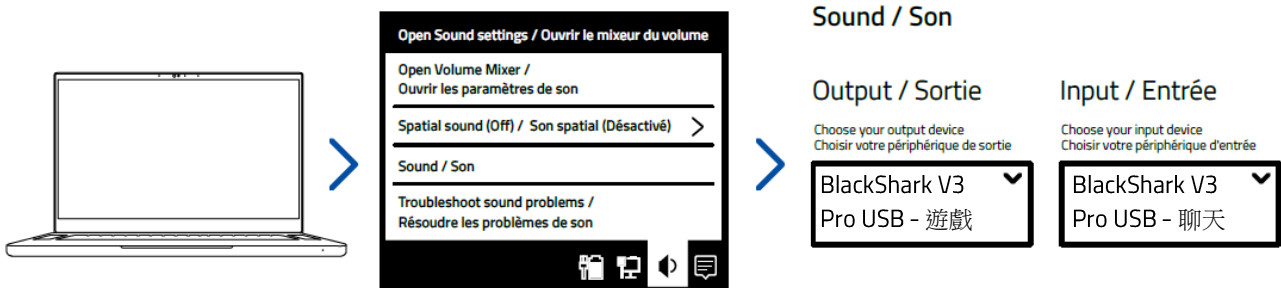 Open Sound settings / Ouvrir le mixeur du volume
Open Volume Mixer /
Ouvrir les paramètres de son
Spatial sound (Off) / Son spatial (Désactivé)
Sound / Son
Troubleshoot sound problems /
Résoudre les problèmes de son
Sound / Son
Output / Sortie
Choose your output device
Choisir votre périphérique de sortie
BlackShark V3
Pro USB - 遊戲
Input / Entrée
Choose your input device
Choisir votre périphérique d'entrée
BlackShark V3
Pro USB - 聊天